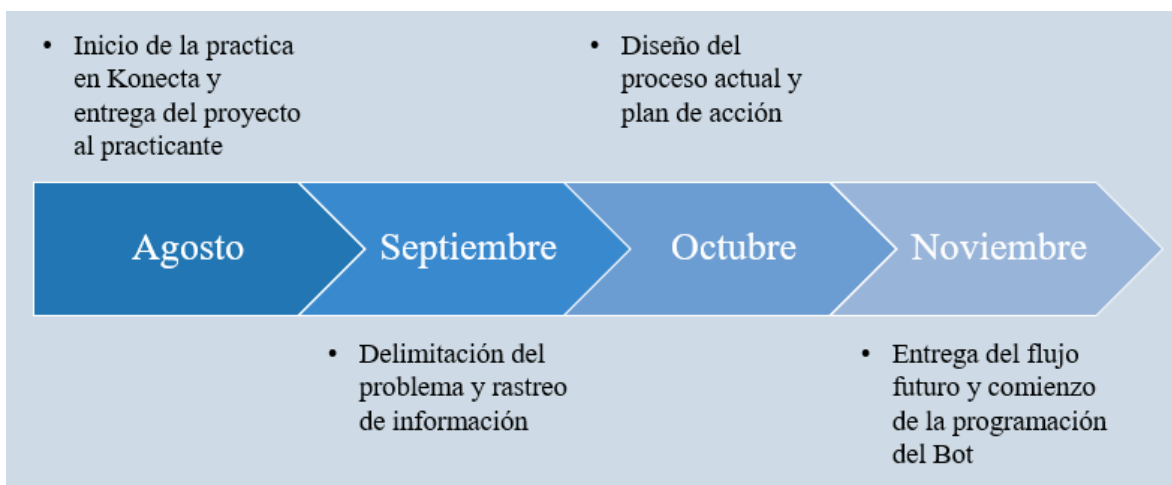 • Inicio de la practica
en Konecta y
entrega del proyecto
al practicante
• Diseño del
proceso actual y
plan de acción
Agosto
Septiembre
Octubre
Noviembre
• Delimitación del
problema y rastreo
de información
• Entrega del flujo
futuro y comienzo
de la programación
del Bot